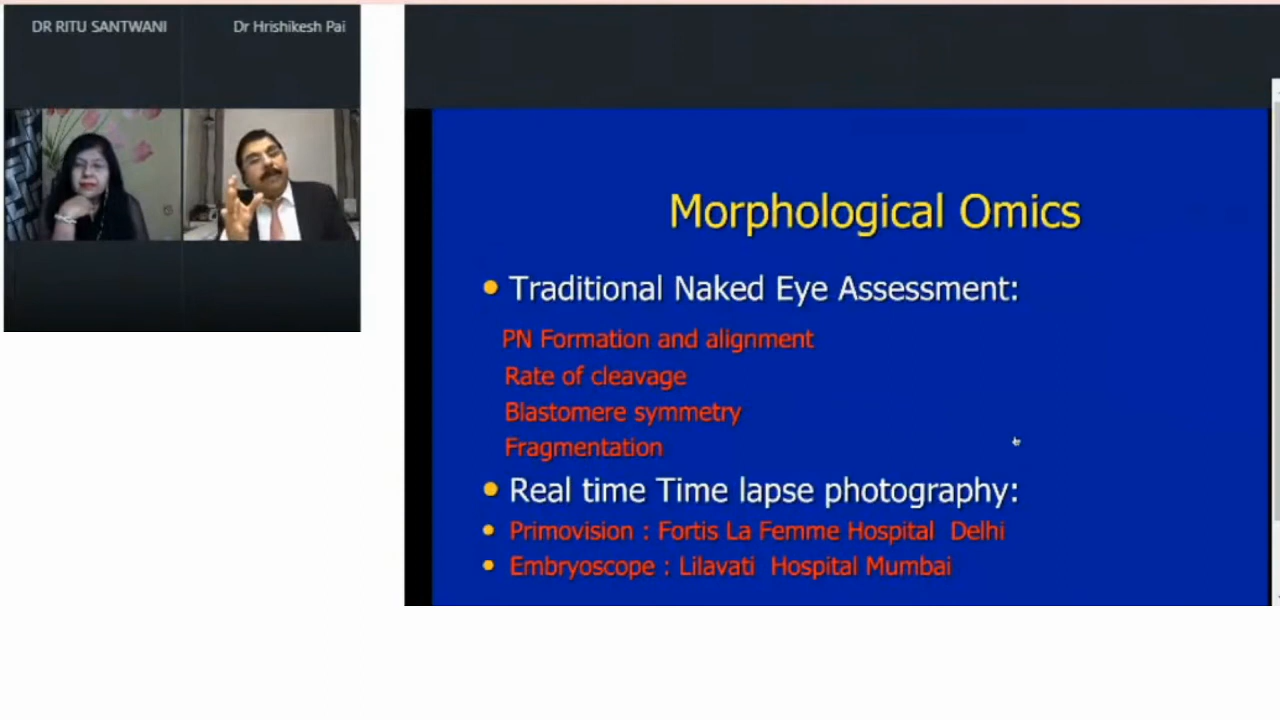 DR RITU SANTWANI
Dr Hrishikesh Pai
Morphological Omics
• Traditional Naked Eye Assessment:
PN Formation and alignment
Rate of cleavage
Blastomere symmetry
Fragmentation
• Real time Time lapse photography:
• Primovision : Fortis La Femme Hospital Delhi
• Embryoscope : Lilavati Hospital Mumbai